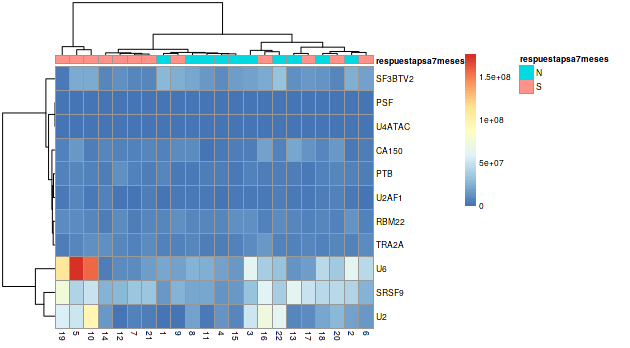 respuestapsa7meses
respuestapsa7meses
N
S
SF3BTV2
PSF
U4ATAC
CA150
PTB
U2AF1
RBM22
TRA2A
U6
SRSF9
U2
1.5e+08
1e+08
5e+07
0
19 5 10 14 12 7 21 1 9 8 11 4 15 3 16 22 13 17 18 20 2 6